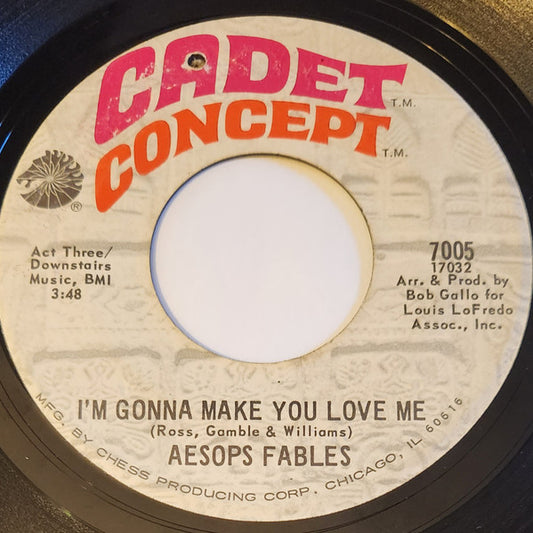 CADET
T.M.
CONCEPT
T.M.
®
Act Three/
Downstairs
Music, BMI
3:48
7005
17032
Arr. & Prod. by
Bob Gallo for
Louis LoFredo
Assoc., Inc.
I'M GONNA MAKE YOU LOVE ME
(Ross, Gamble & Williams)
AESOPS FABLES
MFG. BY CHESS PRODUCING CORP. CHICAGO, IL 60616